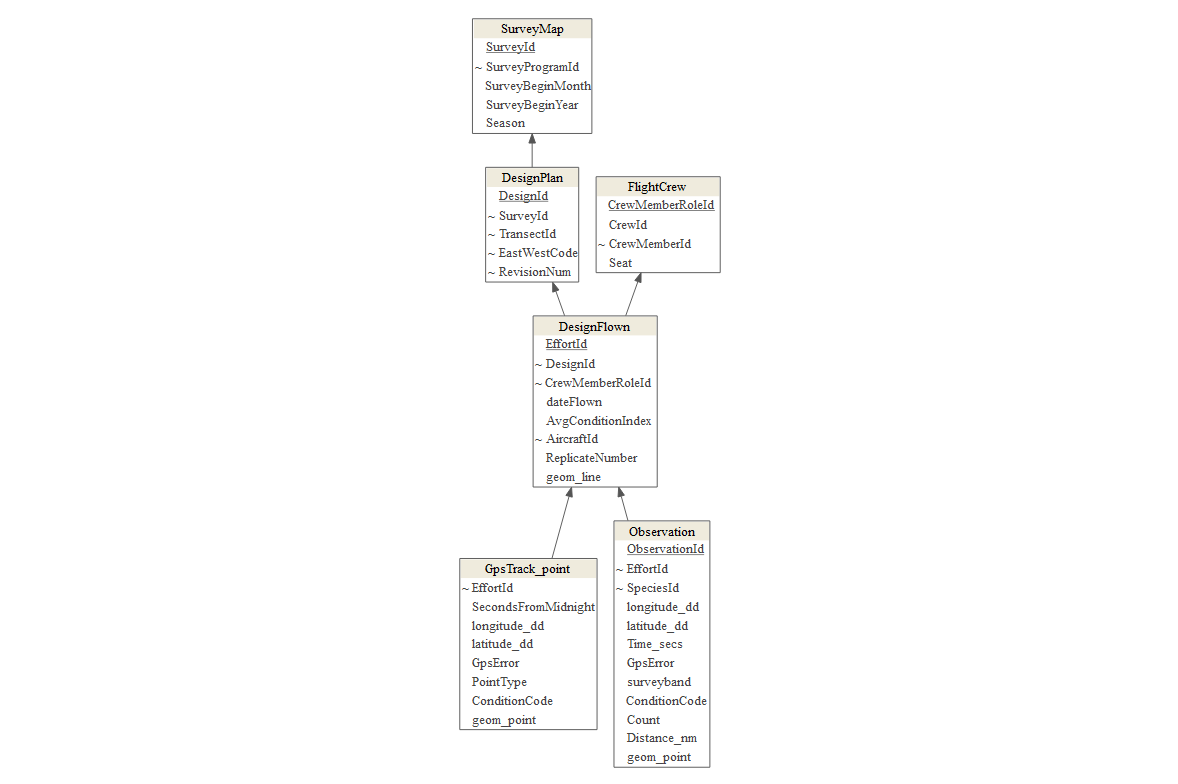 SurveyMap
SurveyId
~ SurveyProgramId
SurveyBeginMonth
SurveyBeginYear
Season
DesignPlan
DesignId
~ SurveyId
~ TransectId
~ EastWestCode
~ RevisionNum
FlightCrew
CrewMemberRoleId
CrewId
~ CrewMemberId
Seat
DesignFlown
EffortId
~ DesignId
~ CrewMemberRoleId
dateFlown
AvgConditionIndex
~ AircraftId
ReplicateNumber
geom_line
GpsTrack_point
~ EffortId
SecondsFromMidnight
longitude_dd
latitude_dd
GpsError
PointType
ConditionCode
geom_point
Observation
ObservationId
~ EffortId
~ SpeciesId
longitude_dd
latitude_dd
Time_secs
GpsError
surveyband
ConditionCode
Count
Distance_nm
geom_point